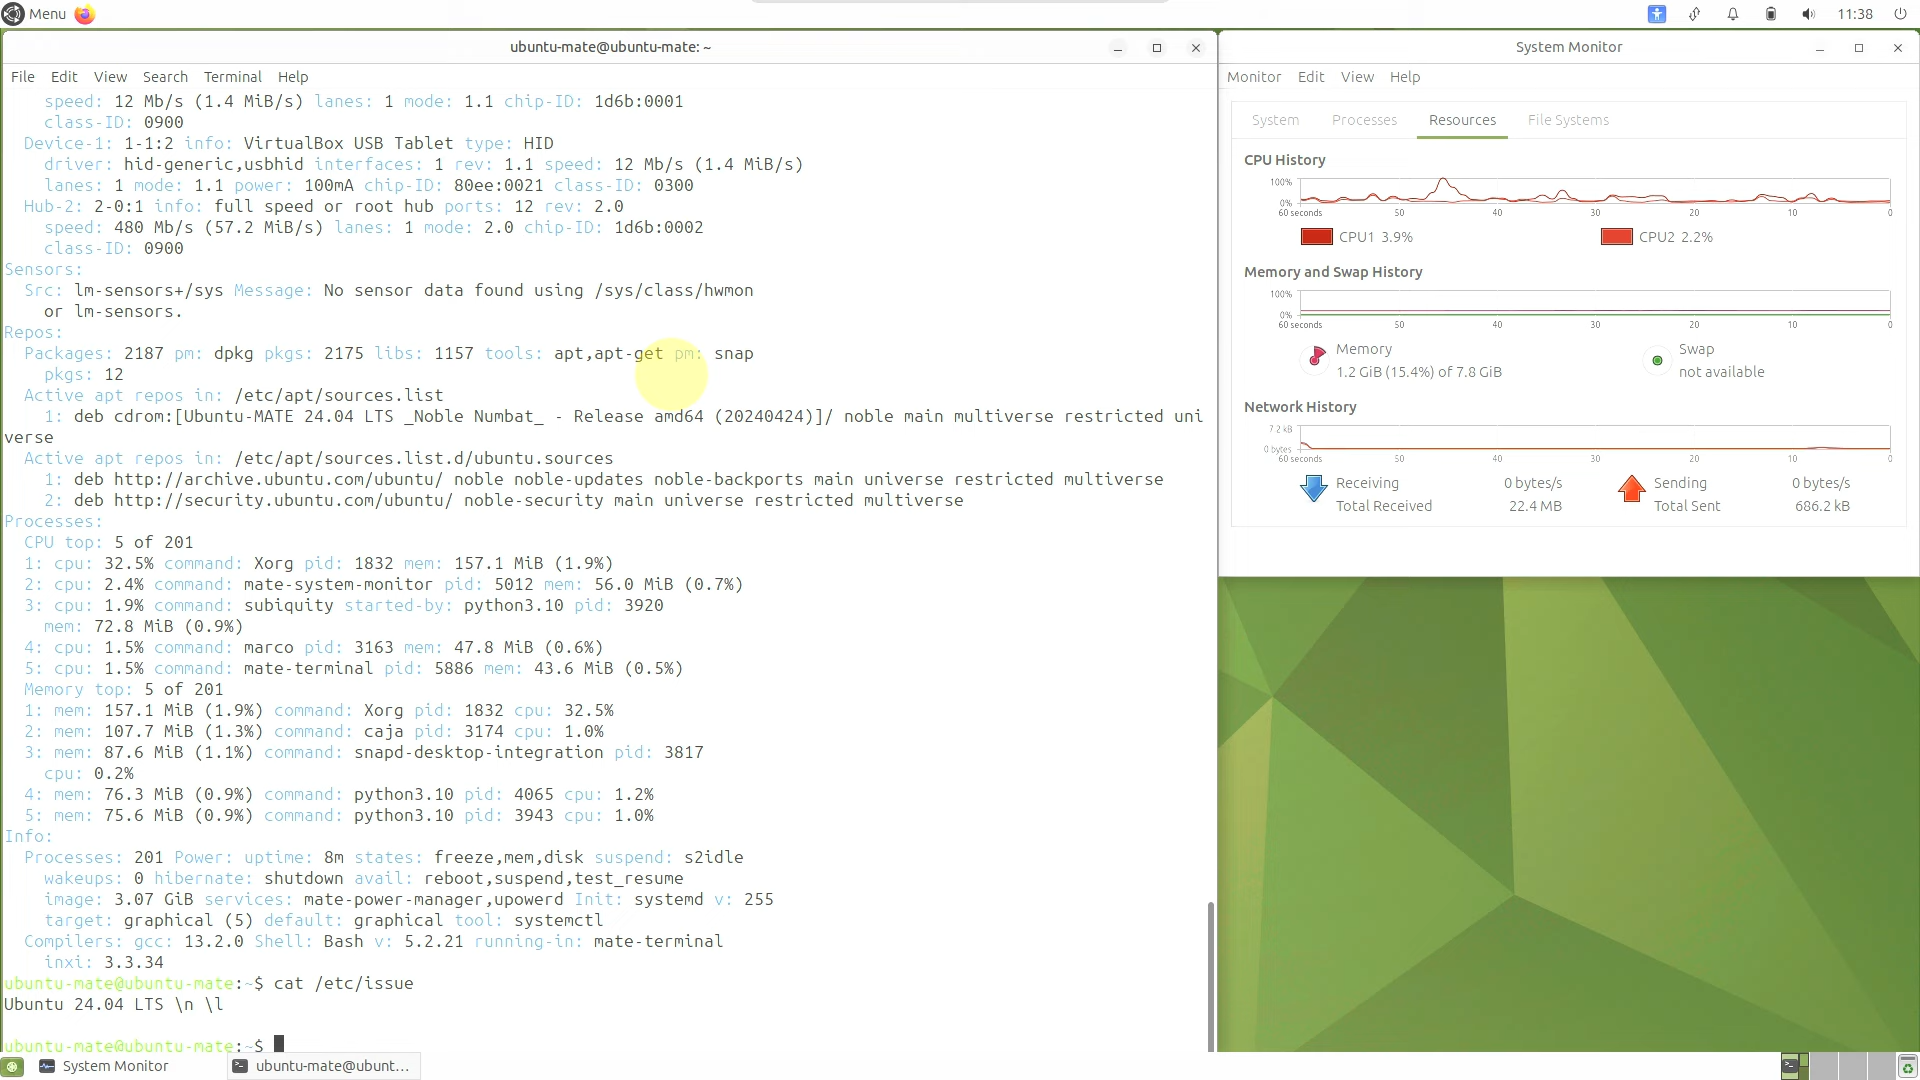 Menu
11:38
ubuntu-mate@ubuntu-mate: ~
File Edit View Search Terminal Help
speed: 12 Mb/s (1.4 MiB/s) lanes: 1 mode: 1.1 chip-ID: 1d6b:0001
class-ID: 0900
Device-1: 1-1:2 info: VirtualBox USB Tablet type: HID
driver: hid-generic,usbhid interfaces: 1 rev: 1.1 speed: 12 Mb/s (1.4 MiB/s)
lanes: 1 mode: 1.1 power: 100mA chip-ID: 80ee:0021 class-ID: 0300
Hub-2: 2-0:1 info: full speed or root hub ports: 12 rev: 2.0
speed: 480 Mb/s (57.2 MiB/s) lanes: 1 mode: 2.0 chip-ID: 1d6b:0002
class-ID: 0900
Sensors:
Src: lm-sensors+/sys Message: No sensor data found using /sys/class/hwmon
or lm-sensors.
Repos:
Packages: 2187 pm: dpkg pkgs: 2175 libs: 1157 tools: apt,apt-get pm: snap
pkgs: 12
Active apt repos in: /etc/apt/sources.list
1: deb cdrom:[Ubuntu-MATE 24.04 LTS _Noble Numbat_ - Release amd64 (20240424)]/ noble main multiverse restricted uni
verse
Active apt repos in: /etc/apt/sources.list.d/ubuntu.sources
1: deb http://archive.ubuntu.com/ubuntu/ noble noble-updates noble-backports main universe restricted multiverse
2: deb http://security.ubuntu.com/ubuntu/ noble-security main universe restricted multiverse
Processes:
CPU top: 5 of 201
1: cpu: 32.5% command: Xorg pid: 1832 mem: 157.1 MiB (1.9%)
2: cpu: 2.4% command: mate-system-monitor pid: 5012 mem: 56.0 MiB (0.7%)
3: cpu: 1.9% command: subiquity started-by: python3.10 pid: 3920
mem: 72.8 MiB (0.9%)
4: cpu: 1.5% command: marco pid: 3163 mem: 47.8 MiB (0.6%)
5: cpu: 1.5% command: mate-terminal pid: 5886 mem: 43.6 MiB (0.5%)
Memory top: 5 of 201
1: mem: 157.1 MiB (1.9%) command: Xorg pid: 1832 cpu: 32.5%
2: mem: 107.7 MiB (1.3%) command: caja pid: 3174 cpu: 1.0%
3: mem: 87.6 MiB (1.1%) command: snapd-desktop-integration pid: 3817
cpu: 0.2%
4: mem: 76.3 MiB (0.9%) command: python3.10 pid: 4065 cpu: 1.2%
5: mem: 75.6 MiB (0.9%) command: python3.10 pid: 3943 cpu: 1.0%
Info:
Processes: 201 Power: uptime: 8m states: freeze,mem,disk suspend: s2idle
wakeups: 0 hibernate: shutdown avail: reboot,suspend,test_resume
image: 3.07 GiB services: mate-power-manager,upowerd Init: systemd v: 255
target: graphical (5) default: graphical tool: systemctl
Compilers: gcc: 13.2.0 Shell: Bash v: 5.2.21 running-in: mate-terminal
inxi: 3.3.34
ubuntu-mate@ubuntu-mate:~$ cat /etc/issue
Ubuntu 24.04 LTS \n \l
ubuntu-mate@ubuntu-mate:~$
System Monitor
Monitor Edit View Help
System Processes Resources File Systems
CPU History
100%
0%
60 seconds 50 40 30 20 10 0
CPU1 3.9% CPU2 2.2%
Memory and Swap History
100%
0%
60 seconds 50 40 30 20 10 0
Memory
1.2 GiB (15.4%) of 7.8 GiB
Swap
not available
Network History
7.2 kB
0 bytes
60 seconds 50 40 30 20 10 0
Receiving 0 bytes/s
Total Received 22.4 MB
Sending 0 bytes/s
Total Sent 686.2 kB
System Monitor
ubuntu-mate@ubunt...